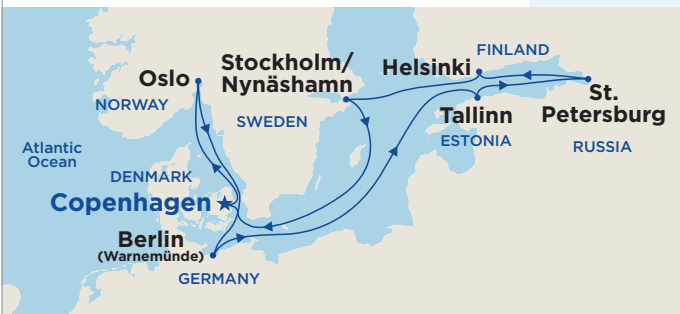 Stockholm/
Nynäshamn
Helsinki
FINLAND
Oslo
St.
Petersburg
NORWAY
SWEDEN
Tallinn
ESTONIA
RUSSIA
Atlantic
Ocean
DENMARK
Copenhagen
Berlin
(Warnemünde)
GERMANY